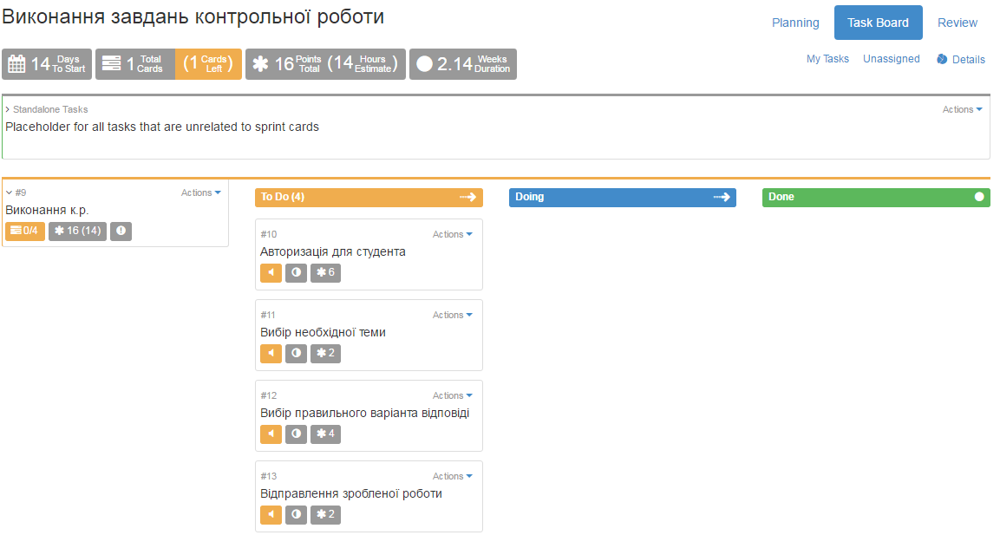 Виконання завдань контрольної роботи
Planning Task Board Review
14 Days To Start 1 Total Cards (1 Cards Left) 16 Points Total (14 Hours Estimate) 2.14 Weeks Duration
My Tasks Unassigned Details
Standalone Tasks Actions
Placeholder for all tasks that are unrelated to sprint cards
#9 Actions
Виконання к.р.
0/4 16 (14)
To Do (4) Doing Done
#10 Actions
Авторизація для студента
6
#11 Actions
Вибір необхідної теми
2
#12 Actions
Вибір правильного варіанта відповіді
4
#13 Actions
Відправлення зробленої роботи
2